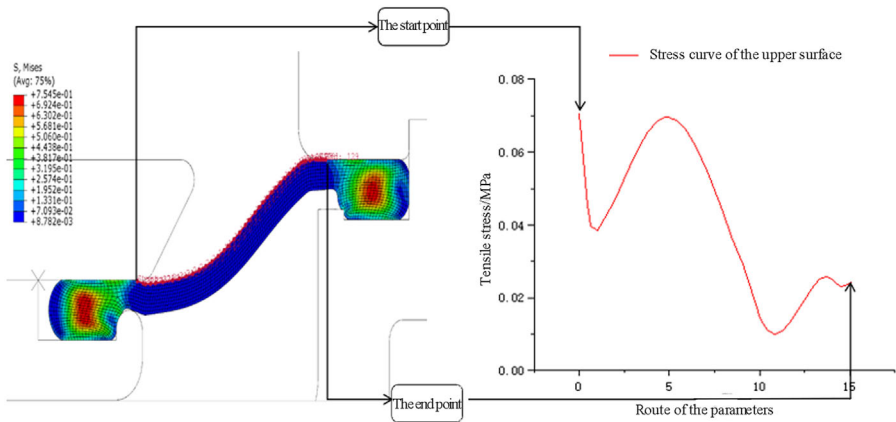 The start point
S, Mises
(Avg: 75%)
+7.545e-01
+6.924e-01
+6.302e-01
+5.681e-01
+5.060e-01
+4.438e-01
+3.817e-01
+3.195e-01
+2.574e-01
+1.952e-01
+1.331e-01
+7.093e-02
+8.782e-03
The end point
Stress curve of the upper surface
0.08
0.06
0.04
0.02
0.00
Tensile stress/MPa
0
5
10
15
Route of the parameters